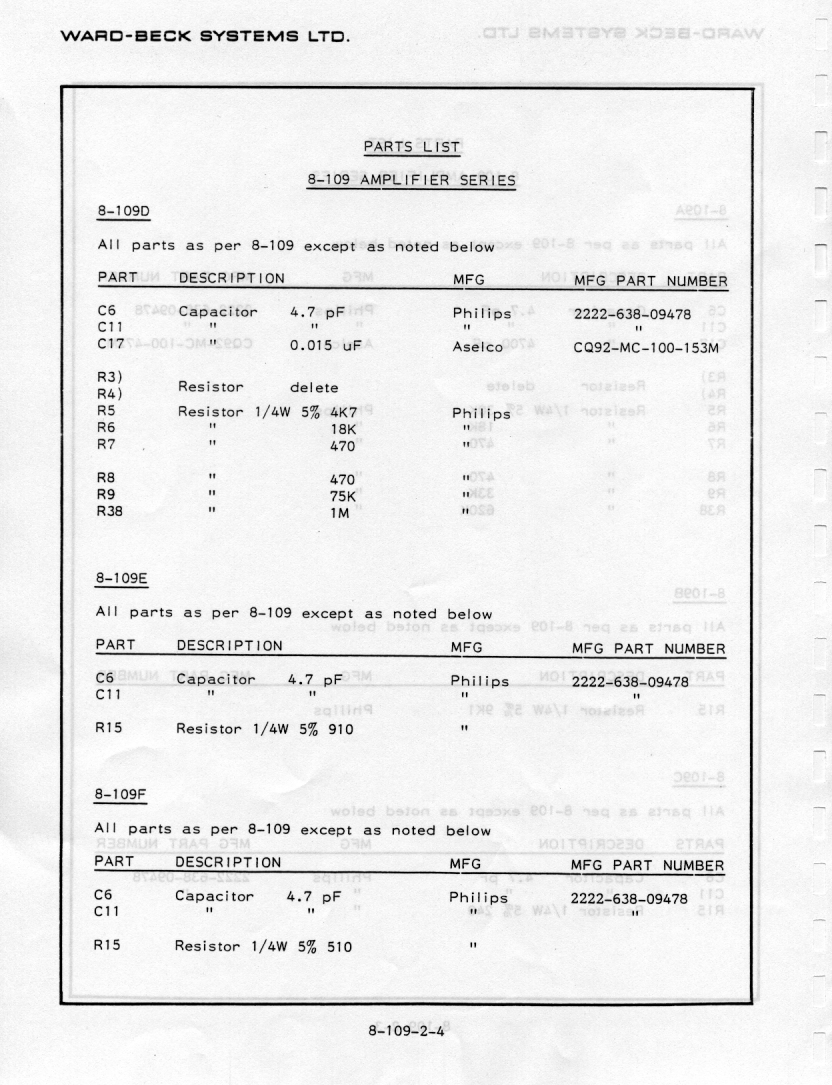 WARD-BECK SYSTEMS LTD.
PARTS LIST
8-109 AMPLIFIER SERIES
8-109D
All parts as per 8-109 except as noted below
PART DESCRIPTION MFG MFG PART NUMBER
C6 Capacitor 4.7 pF Philips 2222-638-09478
C11 " " " "
C17 " 0.015 uF Aselco CQ92-MC-100-153M
R3)
R4) Resistor delete
R5 Resistor 1/4W 5% 4K7 Philips
R6 " 18K "
R7 " 470 "
R8 " 470 "
R9 " 75K "
R38 " 1M "
8-109E
All parts as per 8-109 except as noted below
PART DESCRIPTION MFG MFG PART NUMBER
C6 Capacitor 4.7 pF Philips 2222-638-09478
C11 " " " "
R15 Resistor 1/4W 5% 910 "
8-109F
All parts as per 8-109 except as noted below
PART DESCRIPTION MFG MFG PART NUMBER
C6 Capacitor 4.7 pF Philips 2222-638-09478
C11 " " " "
R15 Resistor 1/4W 5% 510 "
8-109-2-4